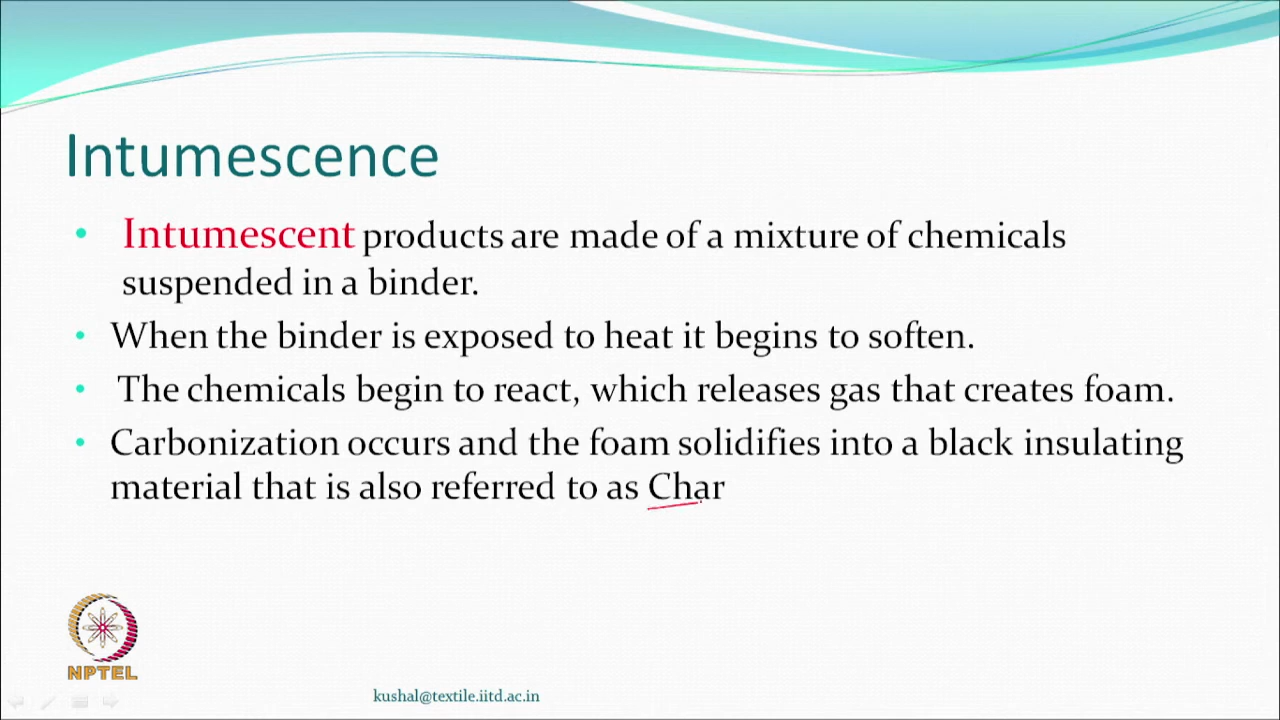 Intumescence
• Intumescent products are made of a mixture of chemicals
suspended in a binder.
• When the binder is exposed to heat it begins to soften.
• The chemicals begin to react, which releases gas that creates foam.
• Carbonization occurs and the foam solidifies into a black insulating
material that is also referred to as Char
NPTEL
kushal@textile.iitd.ac.in